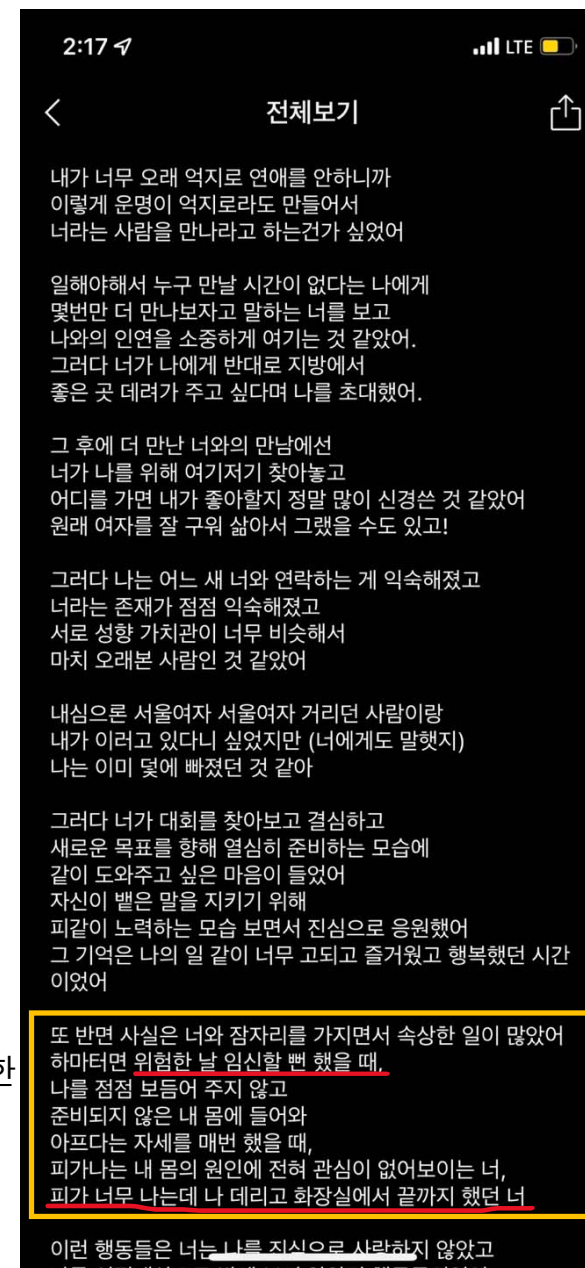 2:17
LTE
전체보기
내가 너무 오래 억지로 연애를 안하니까
이렇게 운명이 억지로라도 만들어서
너라는 사람을 만나라고 하는건가 싶었어
일해야해서 누구 만날 시간이 없다는 나에게
몇번만 더 만나보자고 말하는 너를 보고
나와의 인연을 소중하게 여기는 것 같았어.
그러다 너가 나에게 반대로 지방에서
좋은 곳 데려가 주고 싶다며 나를 초대했어.
그 후에 더 만난 너와의 만남에선
너가 나를 위해 여기저기 찾아놓고
어디를 가면 내가 좋아할지 정말 많이 신경쓴 것 같았어
원래 여자를 잘 구워 삶아서 그랬을 수도 있고!
그러다 나는 어느 새 너와 연락하는 게 익숙해졌고
너라는 존재가 점점 익숙해졌고
서로 성향 가치관이 너무 비슷해서
마치 오래본 사람인 것 같았어
내심으론 서울여자 서울여자 거리던 사람이랑
내가 이러고 있다니 싶었지만 (너에게도 말햇지)
나는 이미 덫에 빠졌던 것 같아
그러다 너가 대회를 찾아보고 결심하고
새로운 목표를 향해 열심히 준비하는 모습에
같이 도와주고 싶은 마음이 들었어
자신이 뱉은 말을 지키기 위해
피같이 노력하는 모습 보면서 진심으로 응원했어
그 기억은 나의 일 같이 너무 고되고 즐거웠고 행복했던 시간
이었어
또 반면 사실은 너와 잠자리를 가지면서 속상한 일이 많았어
하마터면 위험한 날 임신할 뻔 했을 때,
나를 점점 보듬어 주지 않고
준비되지 않은 내 몸에 들어와
아프다는 자세를 매번 했을 때,
피가나는 내 몸의 원인에 전혀 관심이 없어보이는 너,
피가 너무 나는데 나 데리고 화장실에서 끝까지 했던 너
이런 행동들은 너는 나를 진심으로 사랑하지 않았고